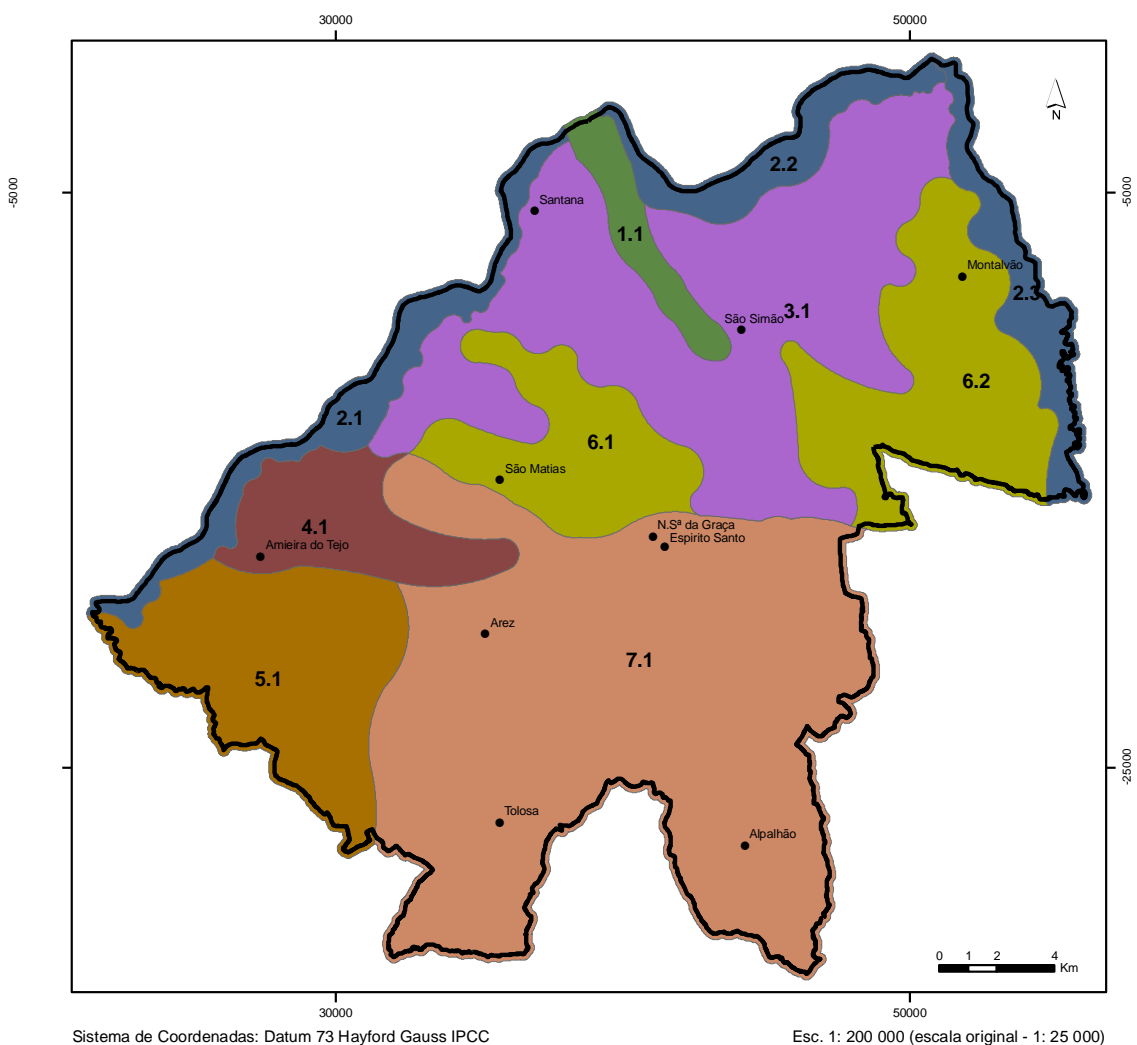 30000
50000
N
2.2
-5000
-5000
Santana
1.1
Montalvão
2.3
3.1
São Simão
6.2
2.1
6.1
São Matias
4.1
N.Sª da Graça
Espirito Santo
Amieira do Tejo
Arez
7.1
5.1
-25000
-25000
Tolosa
Alpalhão
0 1 2 4
Km
30000
50000
Sistema de Coordenadas: Datum 73 Hayford Gauss IPCC
Esc. 1: 200 000 (escala original - 1: 25 000)